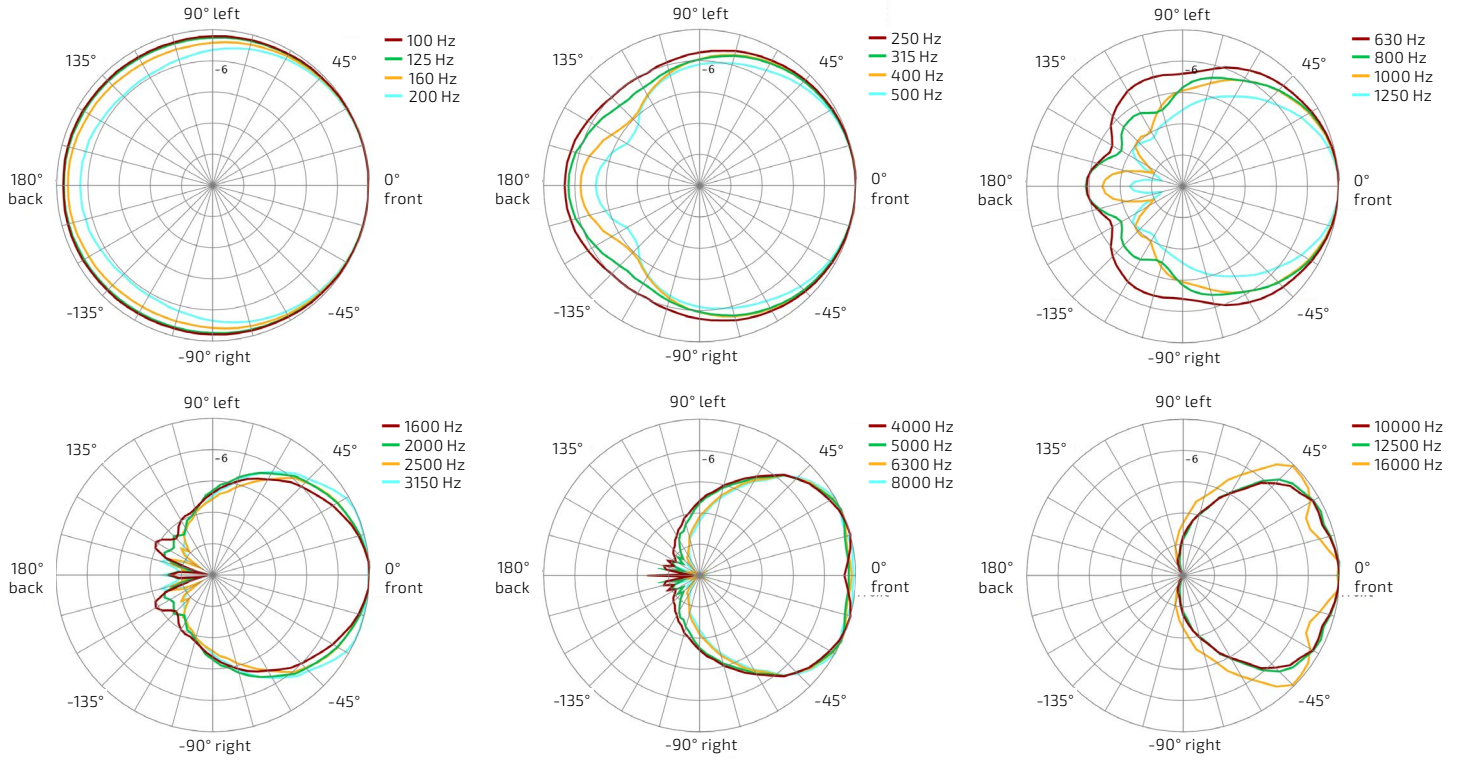 90° left
135°
45°
-6
100 Hz
125 Hz
160 Hz
200 Hz
180°
back
0°
front
-135°
-45°
-90° right
90° left
135°
45°
-6
250 Hz
315 Hz
400 Hz
500 Hz
180°
back
0°
front
-135°
-45°
-90° right
90° left
135°
45°
-6
630 Hz
800 Hz
1000 Hz
1250 Hz
180°
back
0°
front
-135°
-45°
-90° right
90° left
135°
45°
-6
1600 Hz
2000 Hz
2500 Hz
3150 Hz
180°
back
0°
front
-135°
-45°
-90° right
90° left
135°
45°
-6
4000 Hz
5000 Hz
6300 Hz
8000 Hz
180°
back
0°
front
-135°
-45°
-90° right
90° left
135°
45°
-6
10000 Hz
12500 Hz
16000 Hz
180°
back
0°
front
-135°
-45°
-90° right